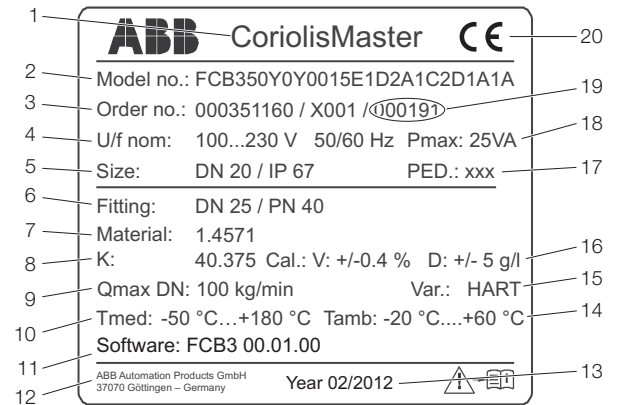 1 ABB CoriolisMaster CE 20
2 Model no.: FCB350Y0Y0015E1D2A1C2D1A1A
19
3 Order no.: 000351160 / X001 / 000191
4 U/f nom: 100...230 V 50/60 Hz Pmax: 25VA 18
5 Size: DN 20 / IP 67 PED.: xxx 17
6 Fitting: DN 25 / PN 40
7 Material: 1.4571
8 K: 40.375 Cal.: V: +/-0.4 % D: +/- 5 g/l 16
9 Qmax DN: 100 kg/min Var.: HART 15
10 Tmed: -50 °C…+180 °C Tamb: -20 °C....+60 °C 14
11 Software: FCB3 00.01.00
12 ABB Automation Products GmbH
37070 Göttingen – Germany
Year 02/2012 13